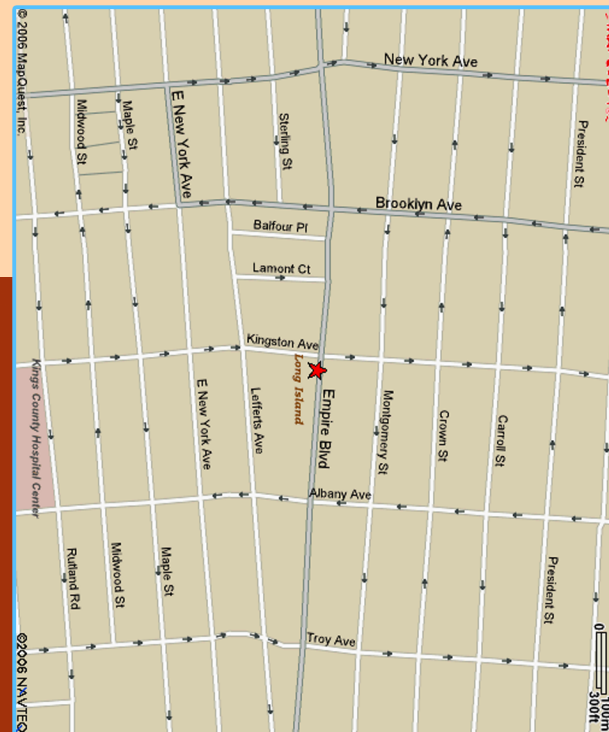 © 2006 MapQuest, Inc.
New York Ave
Midwood St
Maple St
E New York Ave
Sterling St
President St
Brooklyn Ave
Balfour Pl
Lamont Ct
Kingston Ave
Long Island
Kings County Hospital Center
E New York Ave
Lefferts Ave
Empire Blvd
Montgomery St
Crown St
Carroll St
Albany Ave
Rutland Rd
Midwood St
Maple St
President St
Troy Ave
©2006 NAVTEQ
0
100m
300ft